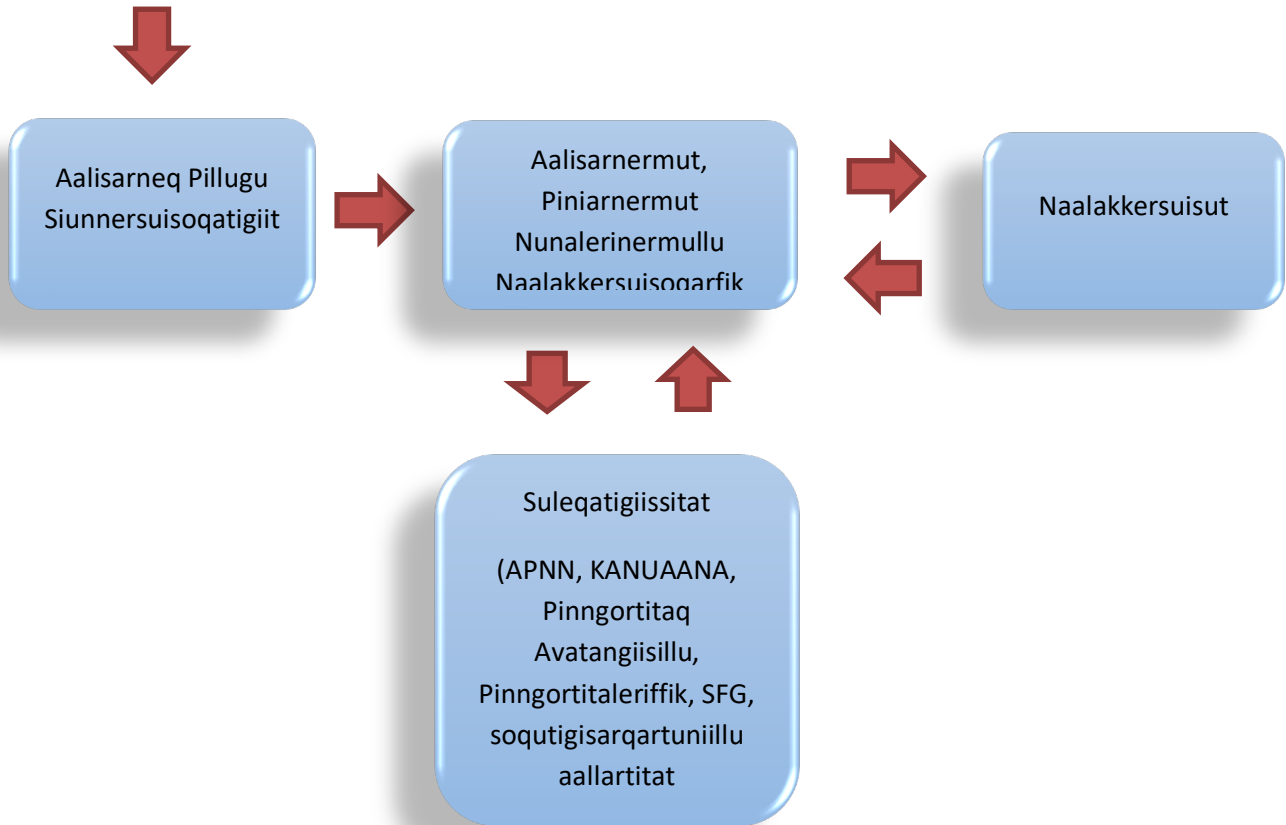 Aalisarneq Pillugu
Siunnersuisoqatigiit
Aalisarnermut,
Piniarnermut
Nunalerinermullu
Naalakkersuisoqarfik
Naalakkersuisut
Suleqatigiissitat
(APNN, KANUAANA,
Pinngortitaq
Avatangiisillu,
Pinngortitaleriffik, SFG,
soqutigisarqartuniillu
aallartitat